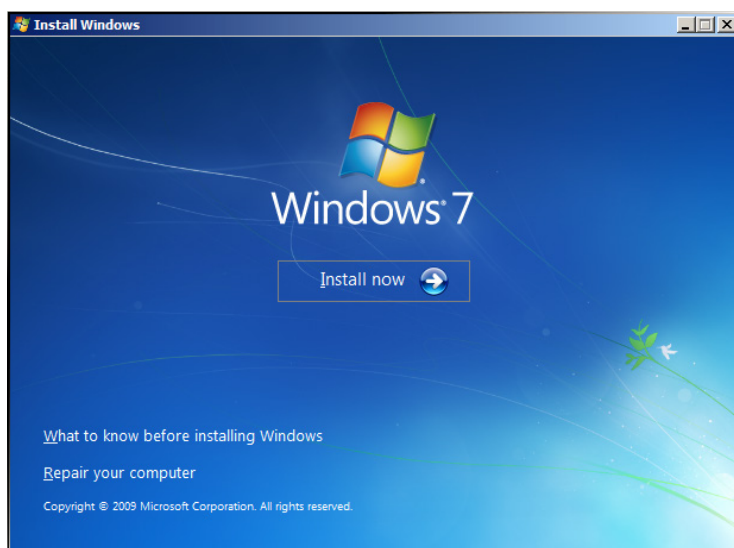 Install Windows
Windows® 7
Install now
What to know before installing Windows
Repair your computer
Copyright © 2009 Microsoft Corporation. All rights reserved.